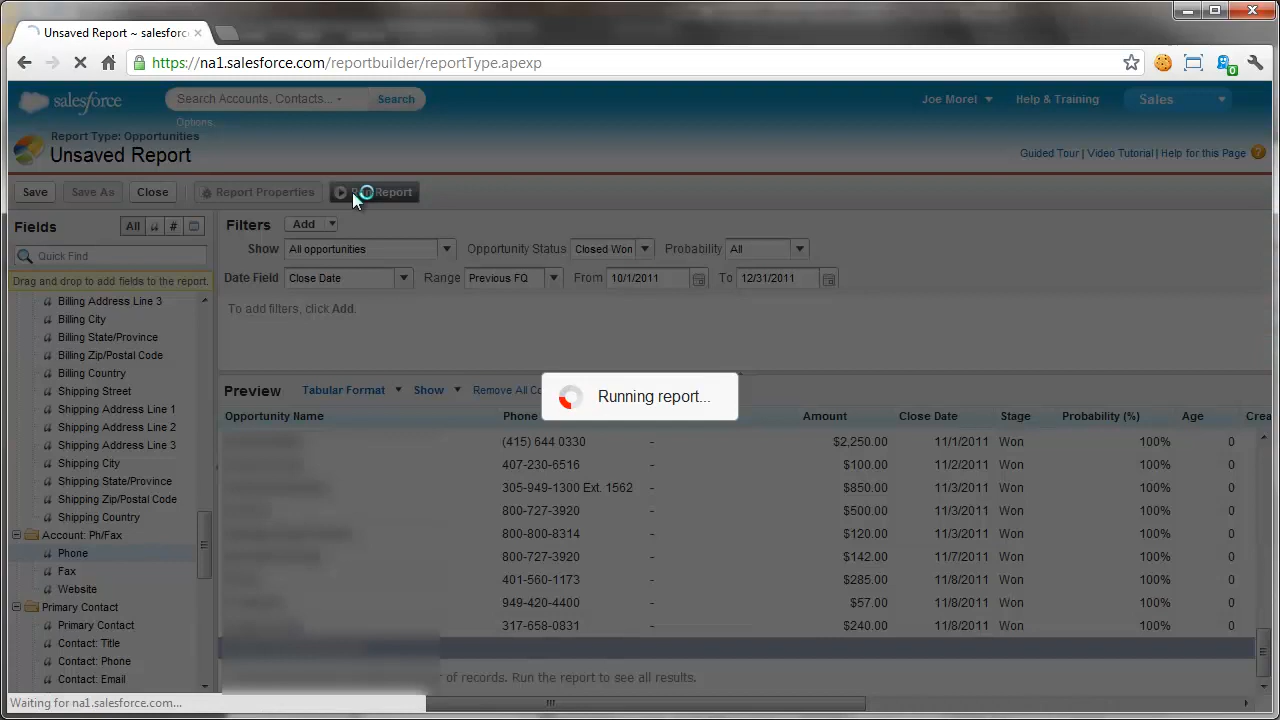 Unsaved Report ~ salesforc
https://na1.salesforce.com/reportbuilder/reportType.apexp
0
salesforce
Search Accounts, Contacts...
Search
Options.
Joe Morel
Help & Training
Sales
Report Type: Opportunities
Unsaved Report
Guided Tour | Video Tutorial | Help for this Page
Save
Save As
Close
Report Properties
Report
Fields
All
#
Quick Find
Drag and drop to add fields to the report.
Billing Address Line 3
Billing City
Billing State/Province
Billing Zip/Postal Code
Billing Country
Shipping Street
Shipping Address Line 1
Shipping Address Line 2
Shipping Address Line 3
Shipping City
Shipping State/Province
Shipping Zip/Postal Code
Shipping Country
Account: Ph/Fax
Phone
Fax
Website
Primary Contact
Primary Contact
Contact: Title
Contact: Phone
Contact: Email
Filters
Add
Show All opportunities Opportunity Status Closed Won Probability All
Date Field Close Date Range Previous FQ From 10/1/2011 To 12/31/2011
To add filters, click Add.
Running report...
Preview Tabular Format Show Remove All Co
Opportunity Name Phone Amount Close Date Stage Probability (%) Age Crea
(415) 644 0330 - $2,250.00 11/1/2011 Won 100% 0
407-230-6516 - $100.00 11/2/2011 Won 100% 0
305-949-1300 Ext. 1562 - $850.00 11/3/2011 Won 100% 0
800-727-3920 - $500.00 11/3/2011 Won 100% 0
800-800-8314 - $120.00 11/3/2011 Won 100% 0
800-727-3920 - $142.00 11/7/2011 Won 100% 0
401-560-1173 - $285.00 11/8/2011 Won 100% 0
949-420-4400 - $57.00 11/8/2011 Won 100% 0
317-658-0831 - $240.00 11/8/2011 Won 100% 0
of records. Run the report to see all results.
Waiting for na1.salesforce.com...